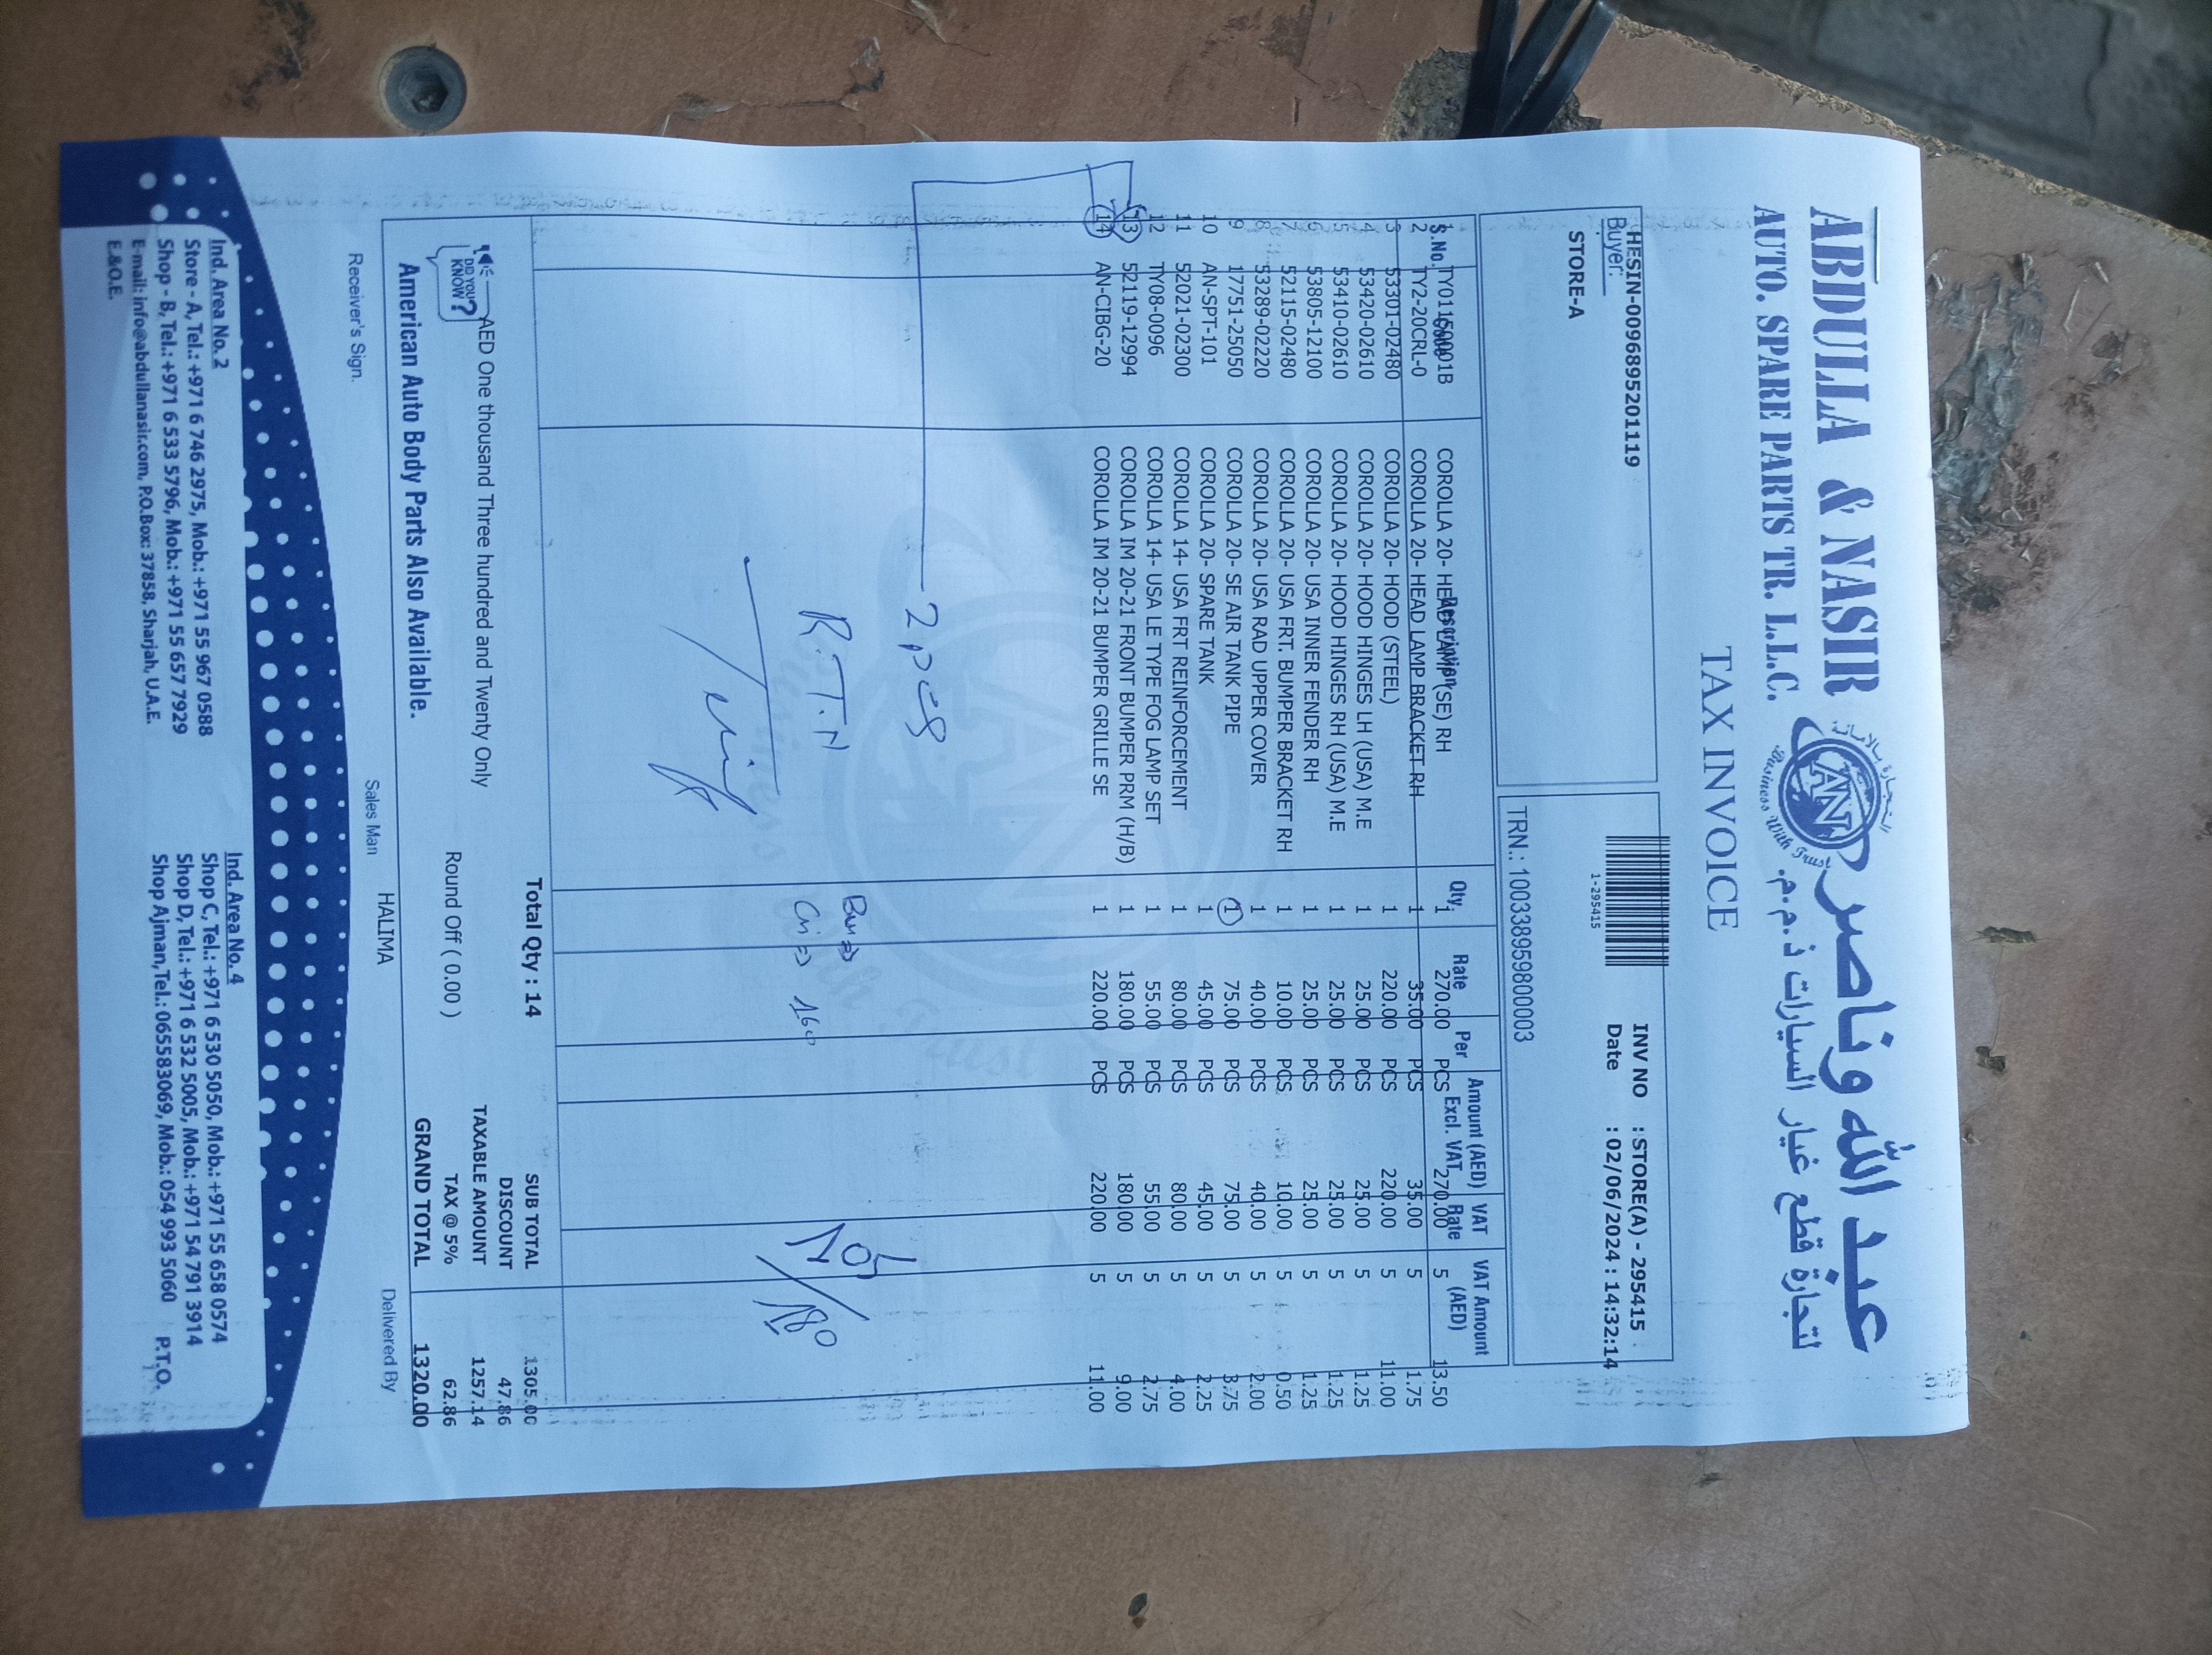 ABDULLA & NASIR عبد الله وناصر
AUTO. SPARE PARTS TR. L.L.C. لتجارة قطع غيار السيارات ذ.م.م.
التجارة بالأمانة
AN
Business With Trust
TAX INVOICE
HESIN-0096895201119
Buyer:
STORE-A
1-295415
INV NO : STORE(A) - 295415
Date : 02/06/2024 : 14:32:14
TRN.: 100338959800003
S.No. Code Description Qty. Rate Per Amount (AED) Excl. VAT VAT Rate VAT Amount (AED)
1 TY01150001B COROLLA 20- HEAD LAMP (SE) RH 1 270.00 PCS 270.00 5 13.50
2 TY2-20CRL-0 COROLLA 20- HEAD LAMP BRACKET RH 1 35.00 PCS 35.00 5 1.75
3 53301-02480 COROLLA 20- HOOD (STEEL) 1 220.00 PCS 220.00 5 11.00
4 53420-02610 COROLLA 20- HOOD HINGES LH (USA) M.E 1 25.00 PCS 25.00 5 1.25
5 53410-02610 COROLLA 20- HOOD HINGES RH (USA) M.E 1 25.00 PCS 25.00 5 1.25
6 53805-12100 COROLLA 20- USA INNER FENDER RH 1 25.00 PCS 25.00 5 1.25
7 52115-02480 COROLLA 20- USA FRT. BUMPER BRACKET RH 1 10.00 PCS 10.00 5 0.50
8 53289-02220 COROLLA 20- USA RAD UPPER COVER 1 40.00 PCS 40.00 5 2.00
9 17751-25050 COROLLA 20- SE AIR TANK PIPE 1 75.00 PCS 75.00 5 3.75
10 AN-SPT-101 COROLLA 20- SPARE TANK 1 45.00 PCS 45.00 5 2.25
11 52021-02300 COROLLA 14- USA FRT REINFORCEMENT 1 80.00 PCS 80.00 5 4.00
12 TY08-0096 COROLLA 14- USA LE TYPE FOG LAMP SET 1 55.00 PCS 55.00 5 2.75
13 52119-12994 COROLLA IM 20-21 FRONT BUMPER PRM (H/B) 1 180.00 PCS 180.00 5 9.00
14 AN-CIBG-20 COROLLA IM 20-21 BUMPER GRILLE SE 1 220.00 PCS 220.00 5 11.00
2 pcs
R.T.N
160
180
Total Qty : 14
SUB TOTAL 1305.00
DISCOUNT 47.86
AED One thousand Three hundred and Twenty Only
TAXABLE AMOUNT 1257.14
Round Off ( 0.00 )
TAX @ 5% 62.86
GRAND TOTAL 1320.00
DID YOU KNOW?
American Auto Body Parts Also Available.
Receiver's Sign.
Sales Man HALIMA
Delivered By
Ind. Area No. 2
Store - A, Tel.: +971 6 746 2975, Mob.: +971 55 967 0588
Shop - B, Tel.: +971 6 533 5796, Mob.: +971 55 657 7929
E-mail: info@abdullanasir.com, P.O.Box: 37858, Sharjah, U.A.E.
E.&O.E.
Ind. Area No. 4
Shop C, Tel.: +971 6 530 5050, Mob.: +971 55 658 0574
Shop D, Tel.: +971 6 532 5005, Mob.: +971 54 791 3914
Shop Ajman, Tel.: 065583069, Mob.: 054 993 5060
P.T.O.